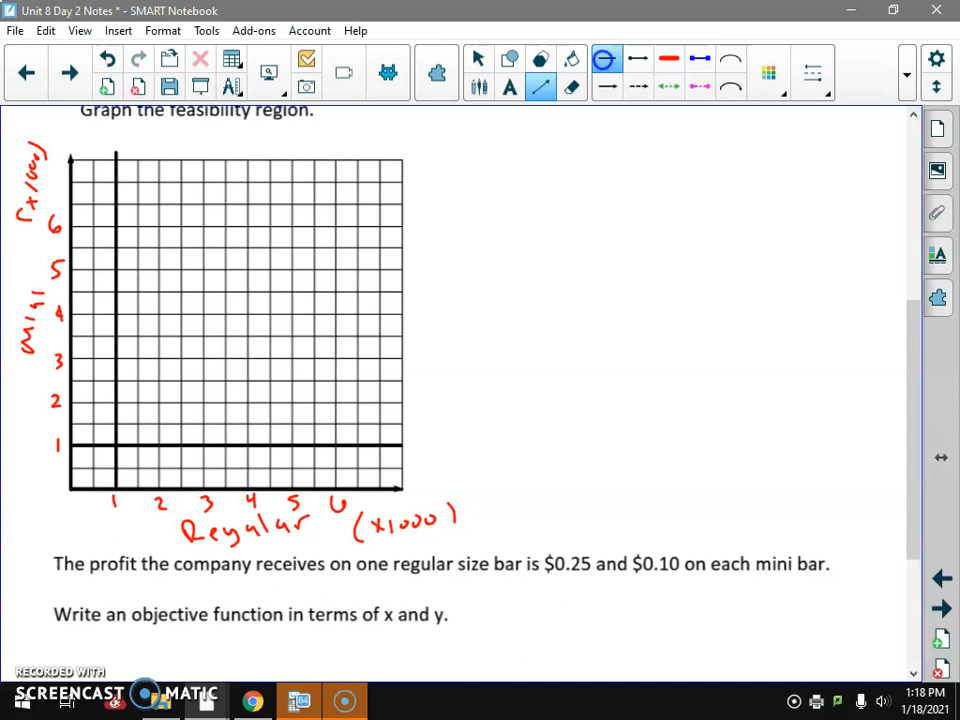 Unit 8 Day 2 Notes * - SMART Notebook
File Edit View Insert Format Tools Add-ons Account Help
Graph the feasibility region.
(x1000)
Mini
6
5
4
3
2
1
1 2 3 4 5 6
Regular (x1000)
The profit the company receives on one regular size bar is $0.25 and $0.10 on each mini bar.
Write an objective function in terms of x and y.
RECORDED WITH
SCREENCAST MATIC
84
1:18 PM
1/18/2021